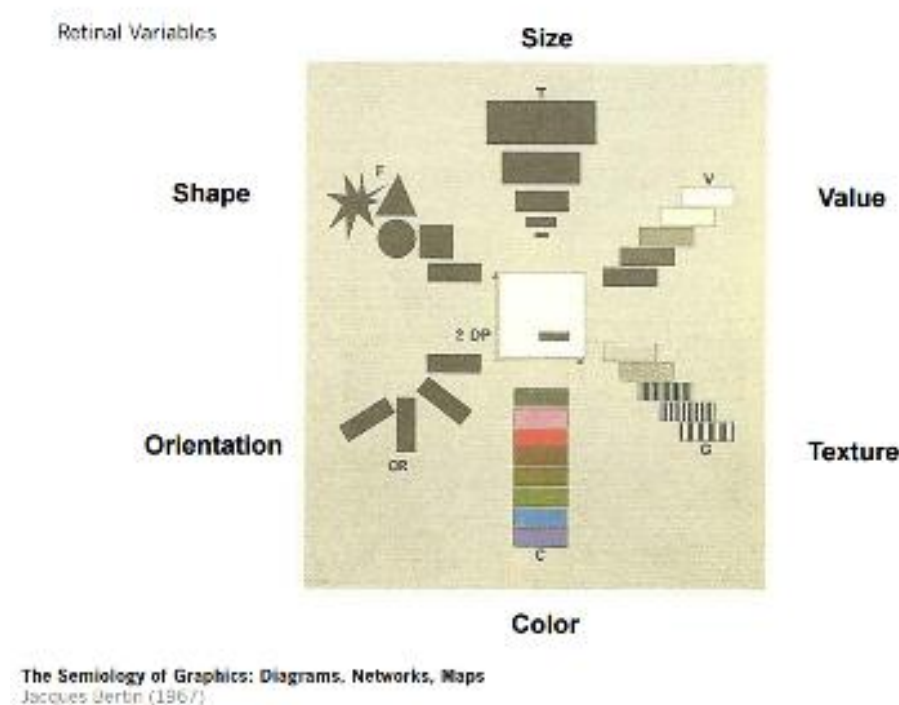 Retinal Variables
Size
T
F
Shape
V
Value
2 DP
Orientation
OR
G
Texture
C
Color
The Semiology of Graphics: Diagrams, Networks, Maps
Jacques Bertin (1967)